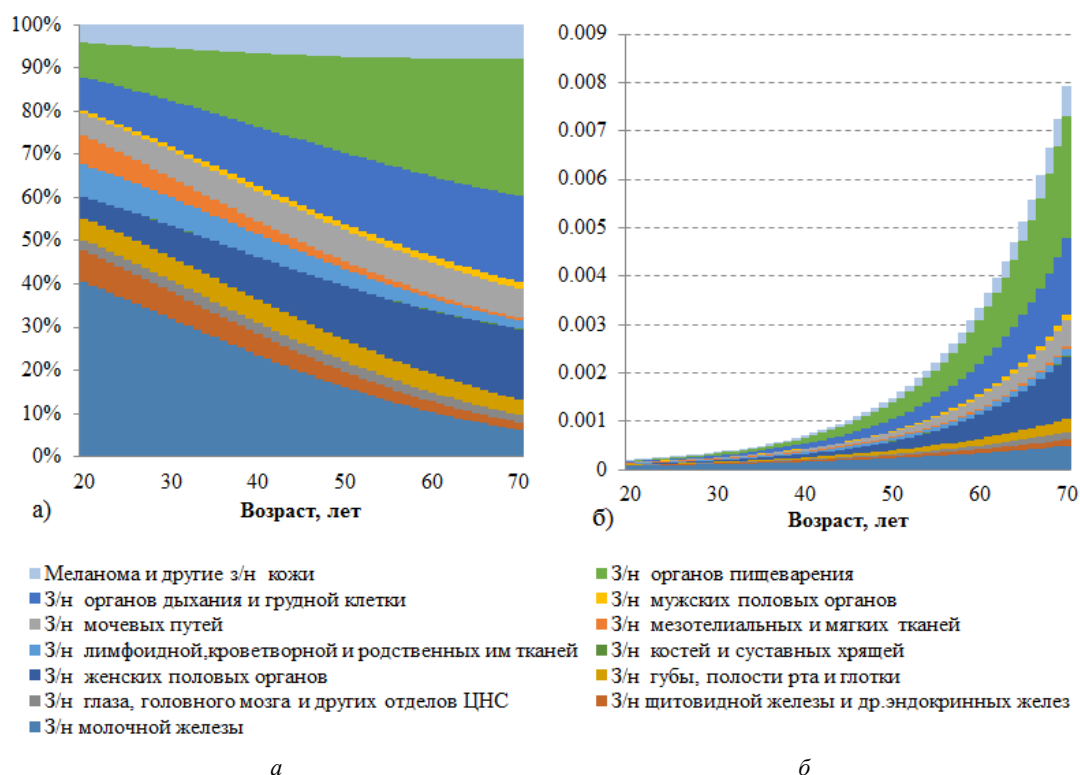 100%
90%
80%
70%
60%
50%
40%
30%
20%
10%
0%
20 30 40 50 60 70
а) Возраст, лет
0.009
0.008
0.007
0.006
0.005
0.004
0.003
0.002
0.001
0
20 30 40 50 60 70
б) Возраст, лет
Меланома и другие з/н кожи
З/н органов пищеварения
З/н органов дыхания и грудной клетки
З/н мужских половых органов
З/н мочевых путей
З/н мезотелиальных и мягких тканей
З/н лимфоидной,кроветворной и родственных им тканей
З/н костей и суставных хрящей
З/н женских половых органов
З/н губы, полости рта и глотки
З/н глаза, головного мозга и других отделов ЦНС
З/н щитовидной железы и др.эндокринных желез
З/н молочной железы
а б